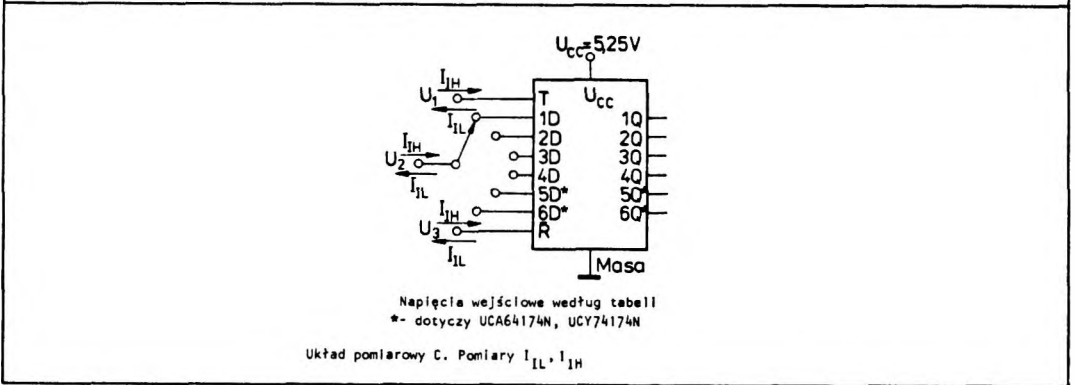 U_CC=5,25V
I_IH
U_1
T
U_CC
I_IL
1D
1Q
2D
2Q
I_IH
3D
3Q
U_2
4D
4Q
I_IL
5D*
5Q*
I_IH
6D*
6Q*
U_3
R̄
I_IL
Masa
Napięcia wejściowe według tabeli
*- dotyczy UCA64174N, UCY74174N
Układ pomiarowy C. Pomiary I_IL, I_IH